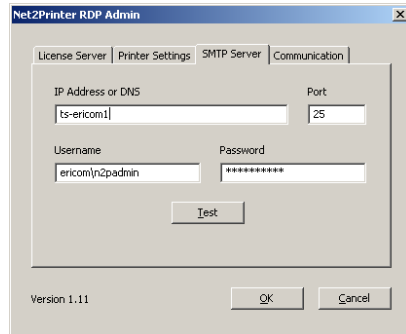 Net2Printer RDP Admin
License Server Printer Settings SMTP Server Communication
IP Address or DNS Port
ts-ericom1 25
Username Password
ericom\n2padmin **********
Test
Version 1.11 OK Cancel